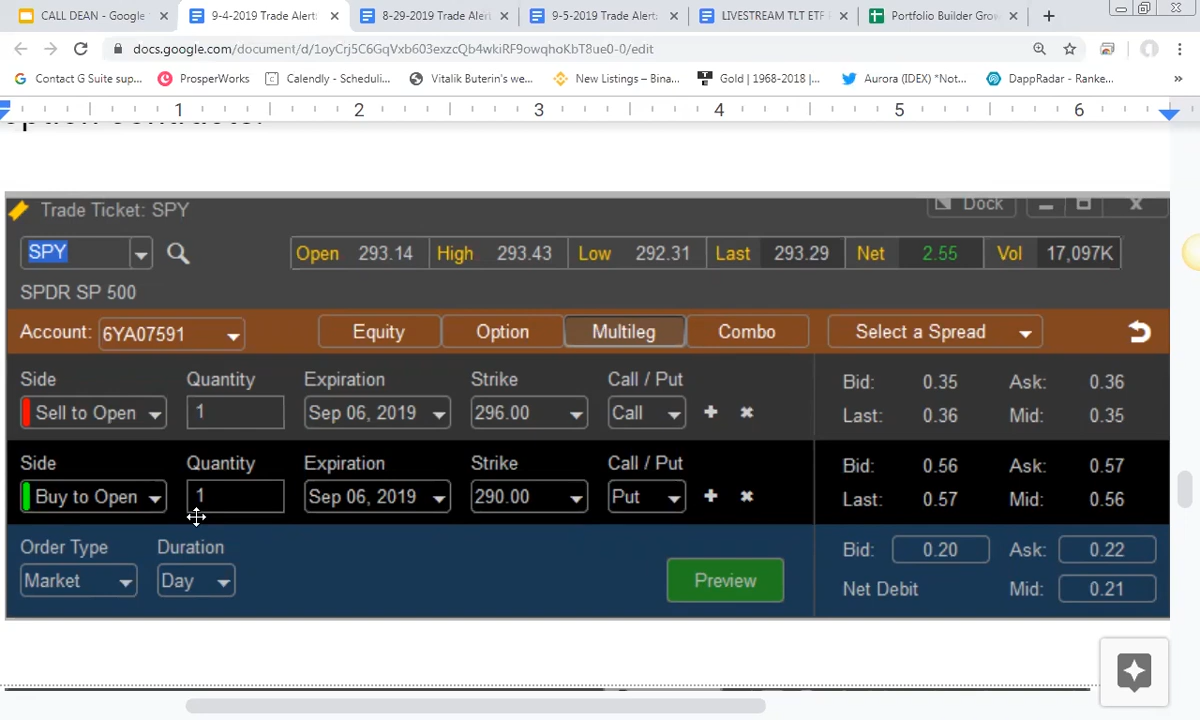 CALL DEAN - Google
9-4-2019 Trade Alert:
8-29-2019 Trade Aler
9-5-2019 Trade Alert:
LIVESTREAM TLT ETF
Portfolio Builder Gro
docs.google.com/document/d/1oyCrj5C6GqVxb603exzcQb4wkiRF9owqhoKbT8ue0-0/edit
Contact G Suite sup...
ProsperWorks
Calendly - Scheduli...
Vitalik Buterin's we...
New Listings – Bina...
Gold | 1968-2018 |...
Aurora (IDEX) *Not...
DappRadar - Ranke...
»
1 2 3 4 5 6
option contracts.
Trade Ticket: SPY
Dock
SPY
Open 293.14 High 293.43 Low 292.31 Last 293.29 Net 2.55 Vol 17,097K
SPDR SP 500
Account: 6YA07591 Equity Option Multileg Combo Select a Spread
Side Quantity Expiration Strike Call / Put
Sell to Open 1 Sep 06, 2019 296.00 Call
Bid: 0.35 Ask: 0.36
Last: 0.36 Mid: 0.35
Side Quantity Expiration Strike Call / Put
Buy to Open 1 Sep 06, 2019 290.00 Put
Bid: 0.56 Ask: 0.57
Last: 0.57 Mid: 0.56
Order Type Duration
Market Day Preview
Bid: 0.20 Ask: 0.22
Net Debit Mid: 0.21